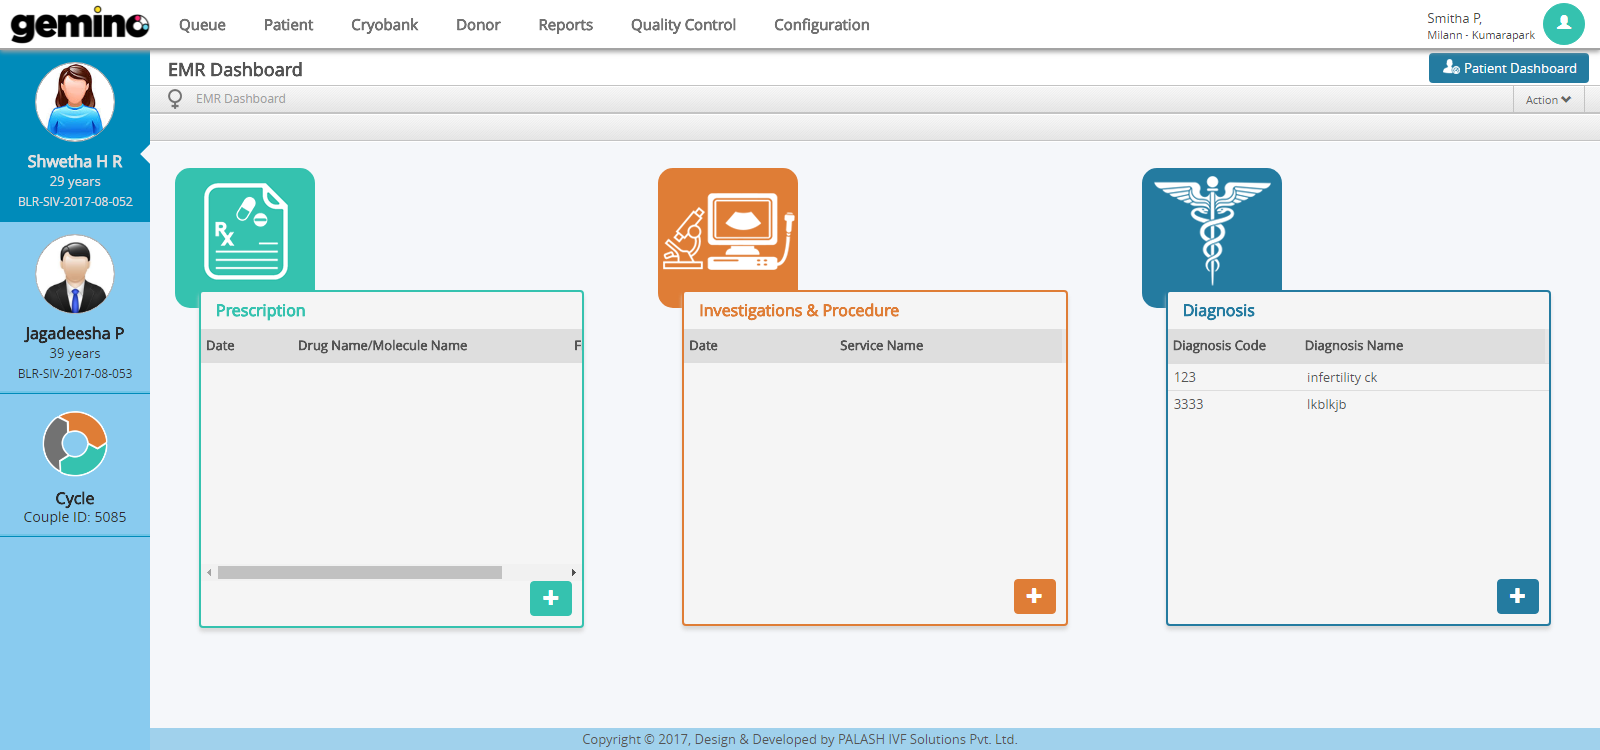 gemino
Queue Patient Cryobank Donor Reports Quality Control Configuration
Smitha P,
Milann - Kumarapark
EMR Dashboard
Patient Dashboard
EMR Dashboard
Action
Shwetha H R
29 years
BLR-SIV-2017-08-052
Jagadeesha P
39 years
BLR-SIV-2017-08-053
Cycle
Couple ID: 5085
Rx
Prescription
Date Drug Name/Molecule Name F
Investigations & Procedure
Date Service Name
Diagnosis
Diagnosis Code Diagnosis Name
123 infertility ck
3333 lkblkjb
Copyright © 2017, Design & Developed by PALASH IVF Solutions Pvt. Ltd.